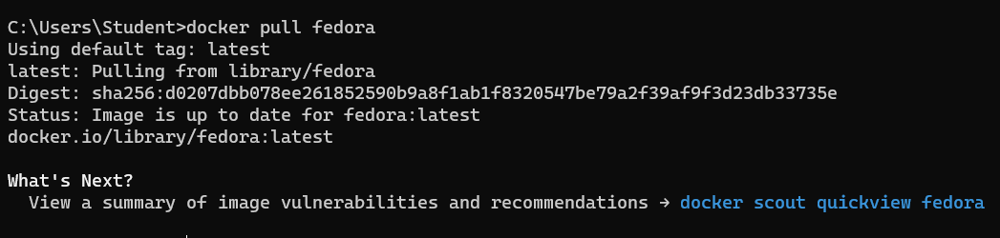 C:\Users\Student>docker pull fedora
Using default tag: latest
latest: Pulling from library/fedora
Digest: sha256:d0207dbb078ee261852590b9a8f1ab1f8320547be79a2f39af9f3d23db33735e
Status: Image is up to date for fedora:latest
docker.io/library/fedora:latest
What's Next?
View a summary of image vulnerabilities and recommendations → docker scout quickview fedora